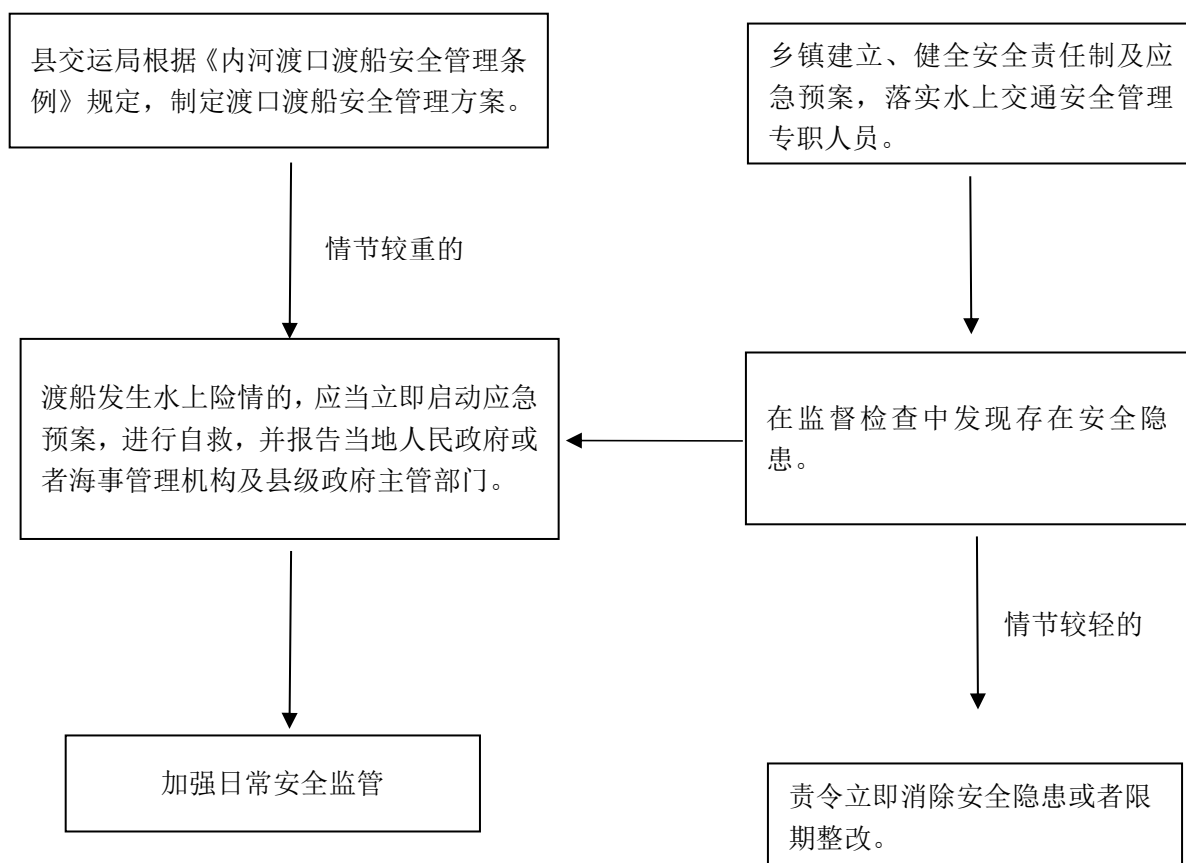 县交运局根据《内河渡口渡船安全管理条
例》规定，制定渡口渡船安全管理方案。
乡镇建立、健全安全责任制及应
急预案，落实水上交通安全管理
专职人员。
情节较重的
渡船发生水上险情的，应当立即启动应急
预案，进行自救，并报告当地人民政府或
者海事管理机构及县级政府主管部门。
在监督检查中发现存在安全隐
患。
情节较轻的
加强日常安全监管
责令立即消除安全隐患或者限
期整改。